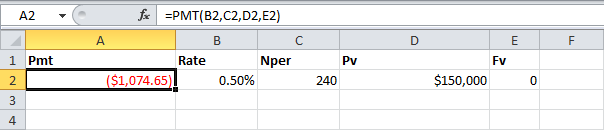 A2 fx =PMT(B2,C2,D2,E2)
A B C D E F
1 Pmt Rate Nper Pv Fv
2 ($1,074.65) 0.50% 240 $150,000 0
3
4